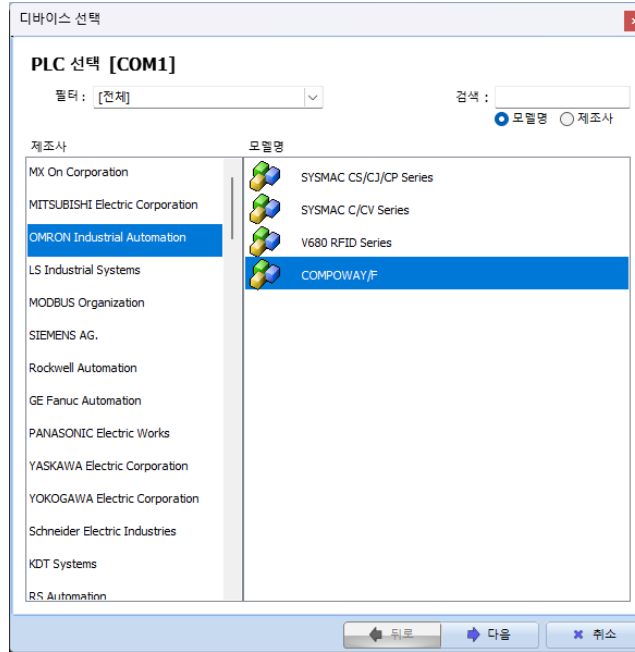 디바이스 선택
PLC 선택 [COM1]
필터 : [전체]
검색 :
모델명 제조사
제조사
모델명
MX On Corporation
MITSUBISHI Electric Corporation
OMRON Industrial Automation
LS Industrial Systems
MODBUS Organization
SIEMENS AG.
Rockwell Automation
GE Fanuc Automation
PANASONIC Electric Works
YASKAWA Electric Corporation
YOKOGAWA Electric Corporation
Schneider Electric Industries
KDT Systems
RS Automation
SYSMAC CS/CJ/CP Series
SYSMAC C/CV Series
V680 RFID Series
COMPOWAY/F
뒤로
다음
취소